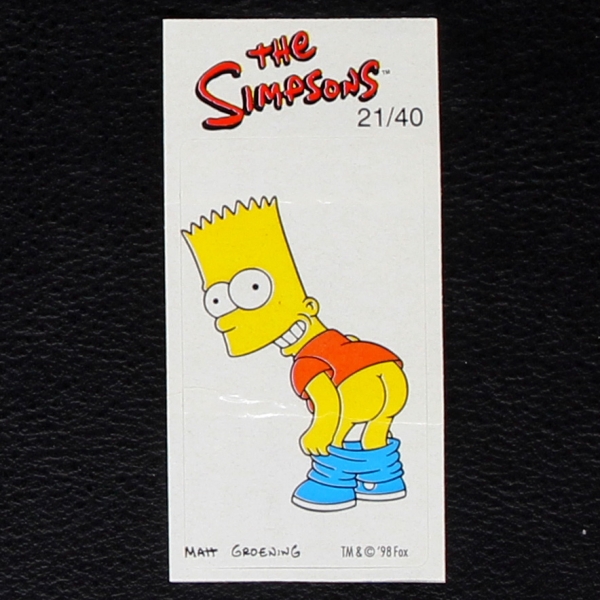 THE
SIMPSONS™
21/40
MATT GROENING TM & © '98 FOX